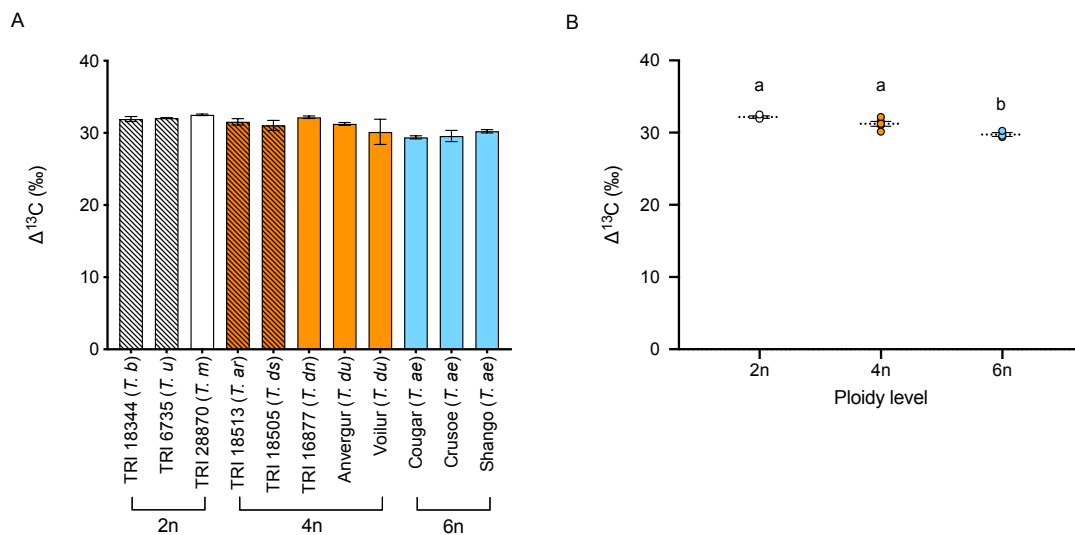 A
Δ¹³C (‰)
40
30
20
10
0
TRI 18344 (T. b)
TRI 6735 (T. u)
TRI 28870 (T. m)
TRI 18513 (T. ar)
TRI 18505 (T. ds)
TRI 16877 (T. dn)
Anvergur (T. du)
Voilur (T. du)
Cougar (T. ae)
Crusoe (T. ae)
Shango (T. ae)
2n
4n
6n
B
Δ¹³C (‰)
40
30
20
10
0
a
a
b
2n
4n
6n
Ploidy level